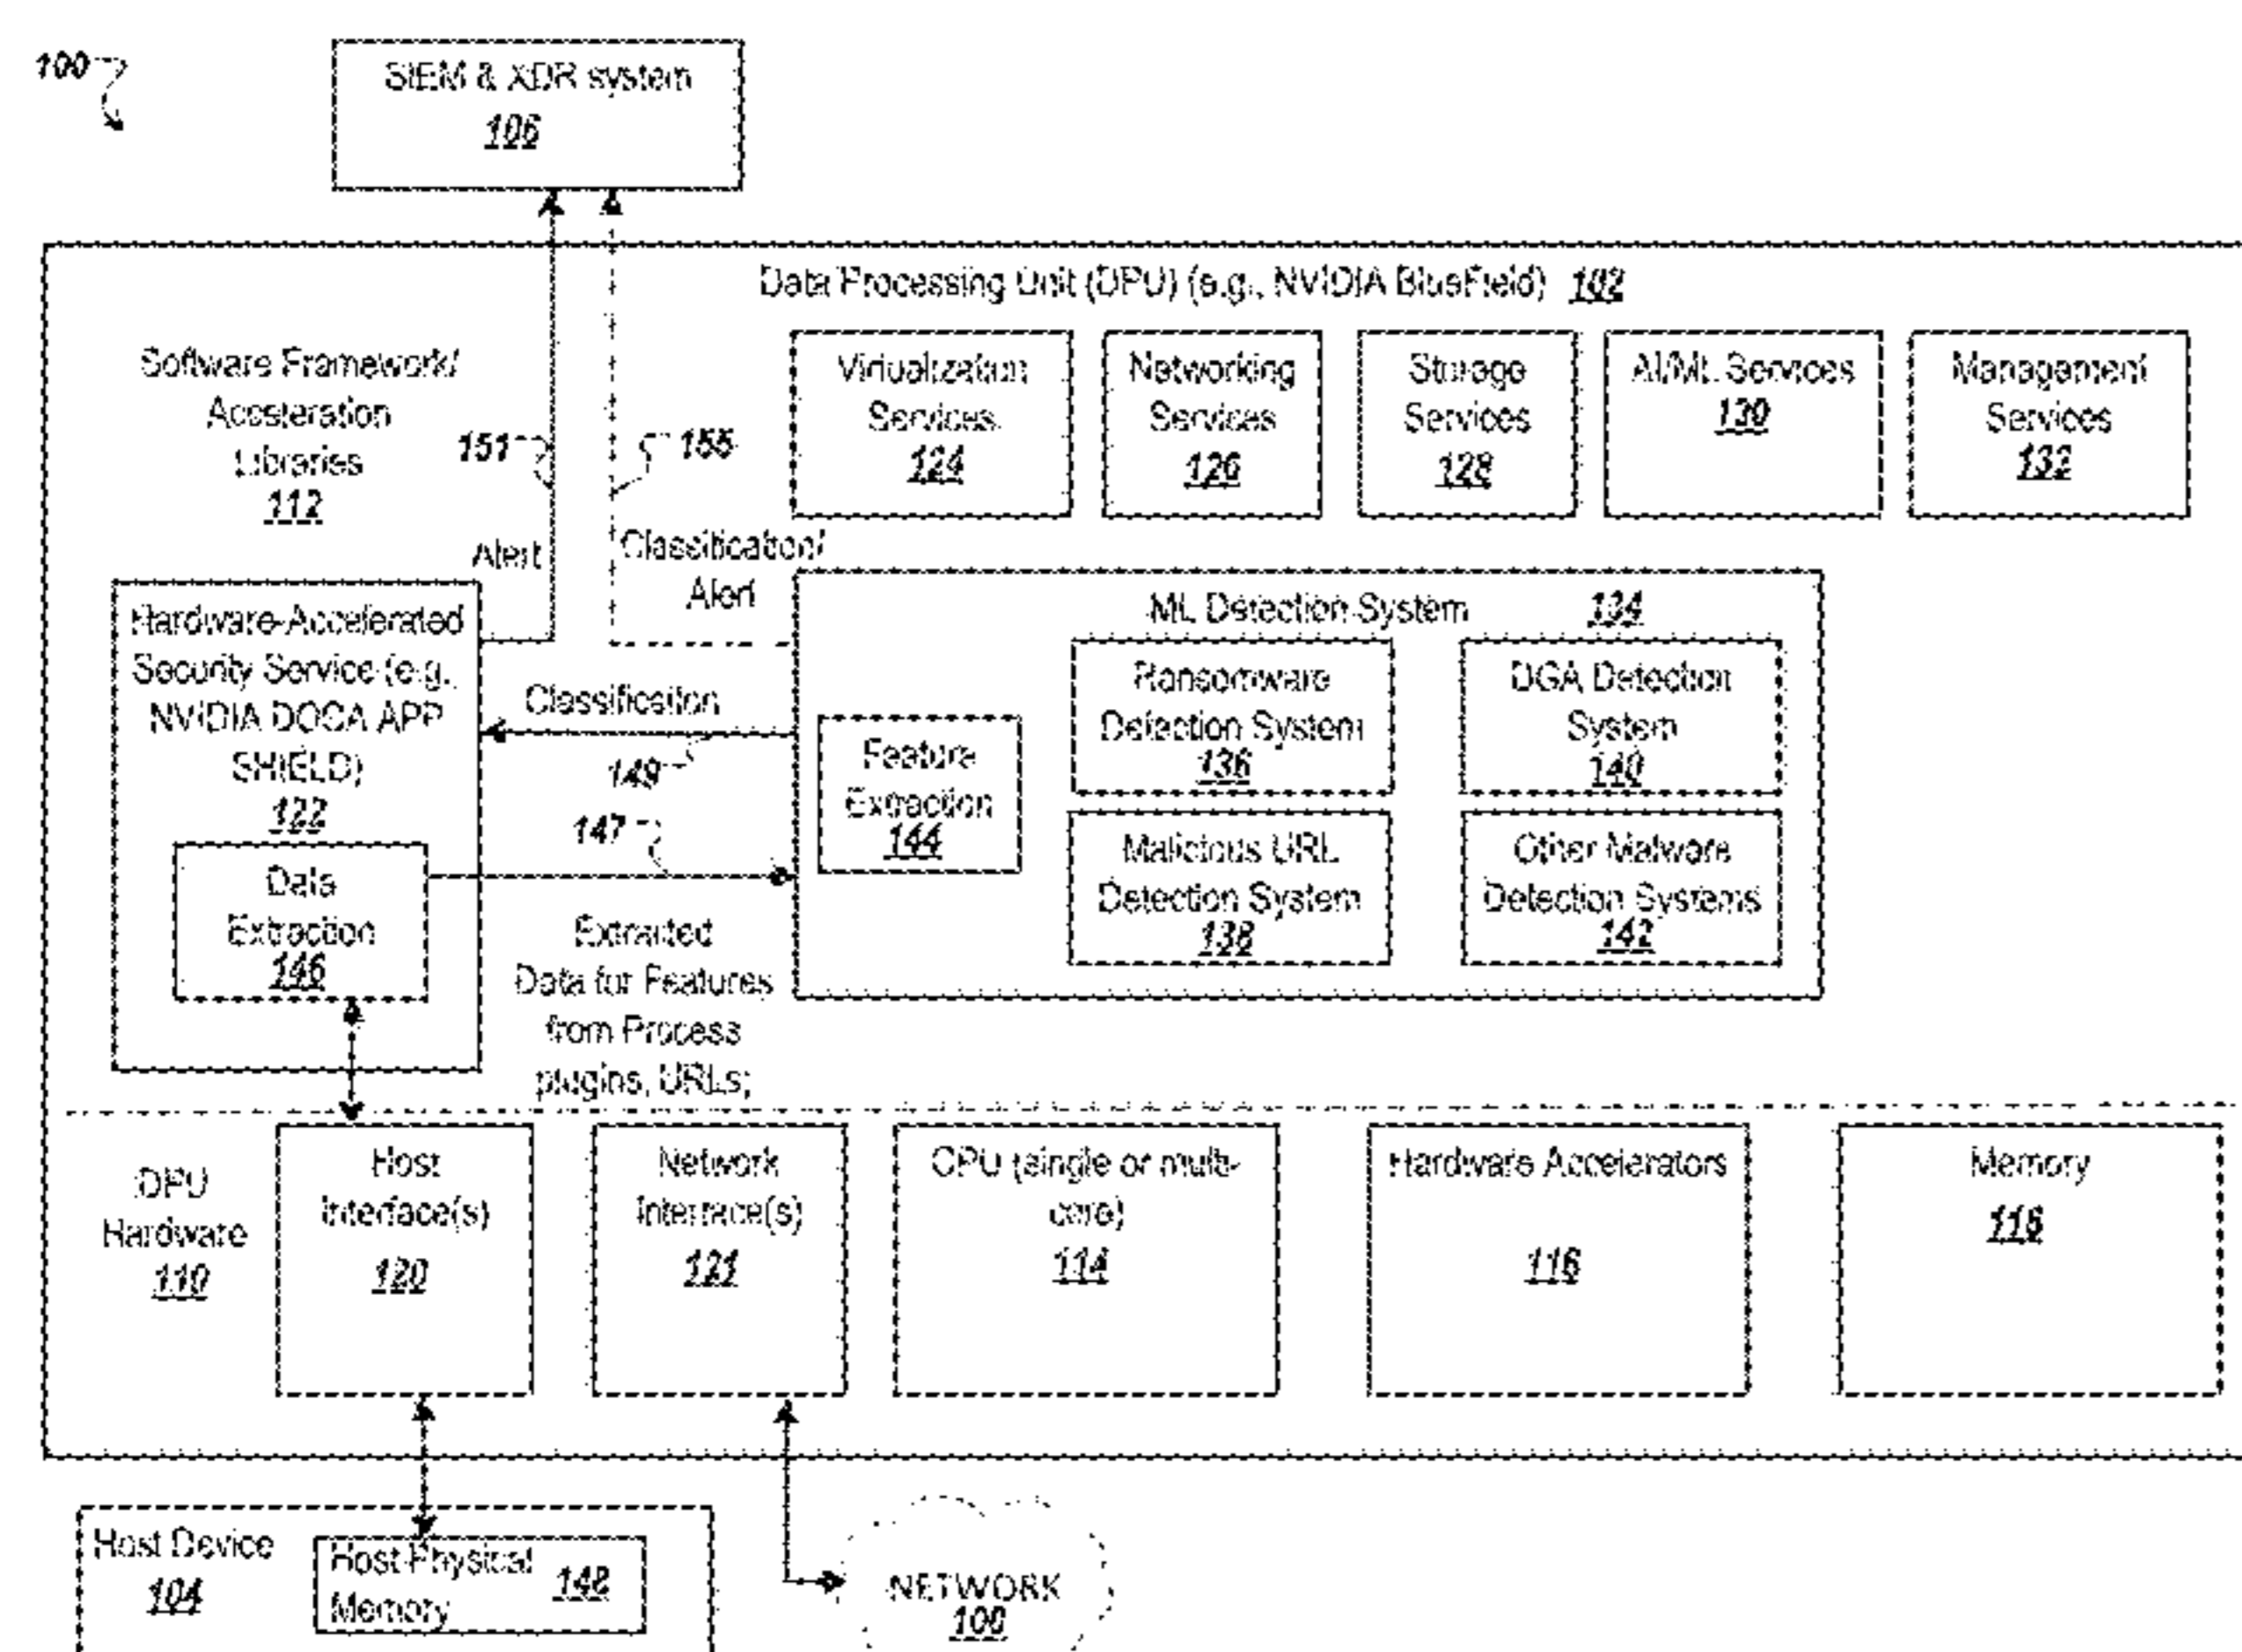 100
SIEM & XDR system
106
Data Processing Unit (DPU) (e.g., NVIDIA BlueField) 102
Software Framework/
Acceleration
Libraries
112
151
155
Virtualization
Services
124
Networking
Services
126
Storage
Services
128
AI/ML Services
130
Management
Services
132
Alert
Classification/
Alert
Hardware-Accelerated
Security Service (e.g.,
NVIDIA DOCA APP
SHIELD)
122
Data
Extraction
146
Classification
149
147
Extracted
Data for Features
from Process
plugins, URLs;
ML Detection System 134
Feature
Extraction
144
Ransomware
Detection System
136
DGA Detection
System
140
Malicious URL
Detection System
138
Other Malware
Detection Systems
142
DPU
Hardware
110
Host
Interface(s)
120
Network
Interface(s)
121
CPU (single or multi-
core)
114
Hardware Accelerators
116
Memory
Host Device
104
Host Physical
Memory
148
NETWORK